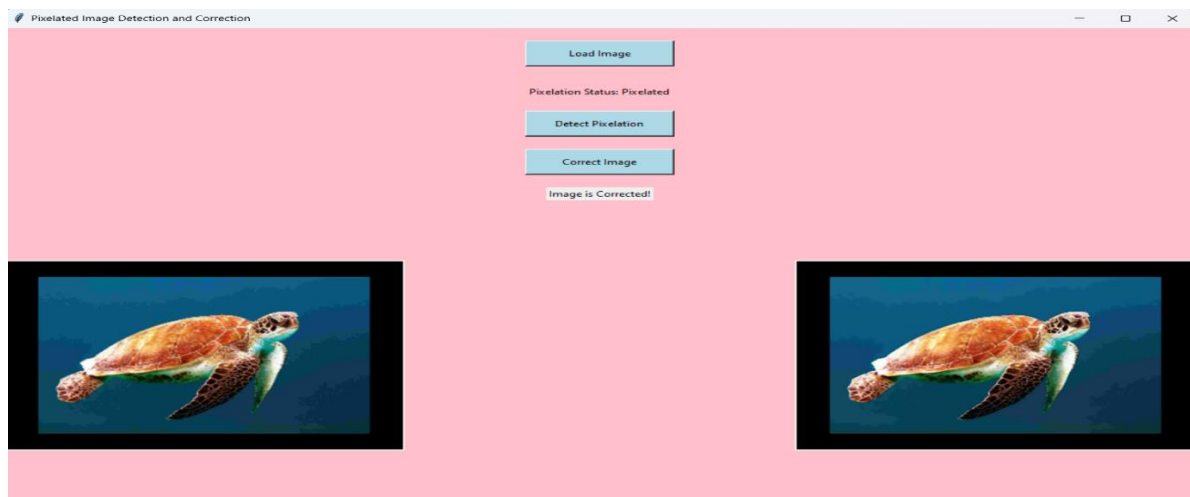 Pixelated Image Detection and Correction
Load Image
Pixelation Status: Pixelated
Detect Pixelation
Correct Image
Image is Corrected!